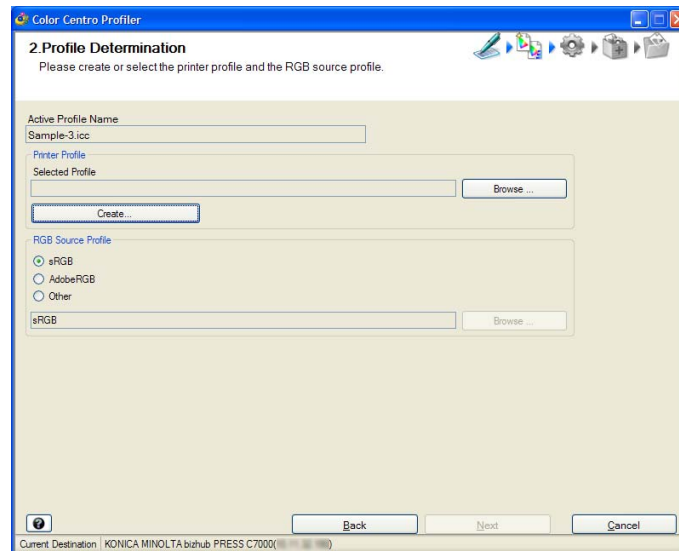 Color Centro Profiler
2.Profile Determination
Please create or select the printer profile and the RGB source profile.
Active Profile Name
Sample-3.icc
Printer Profile
Selected Profile
Browse ...
Create...
RGB Source Profile
sRGB
AdobeRGB
Other
sRGB
Browse ...
Back
Next
Cancel
Current Destination KONICA MINOLTA bizhub PRESS C7000(